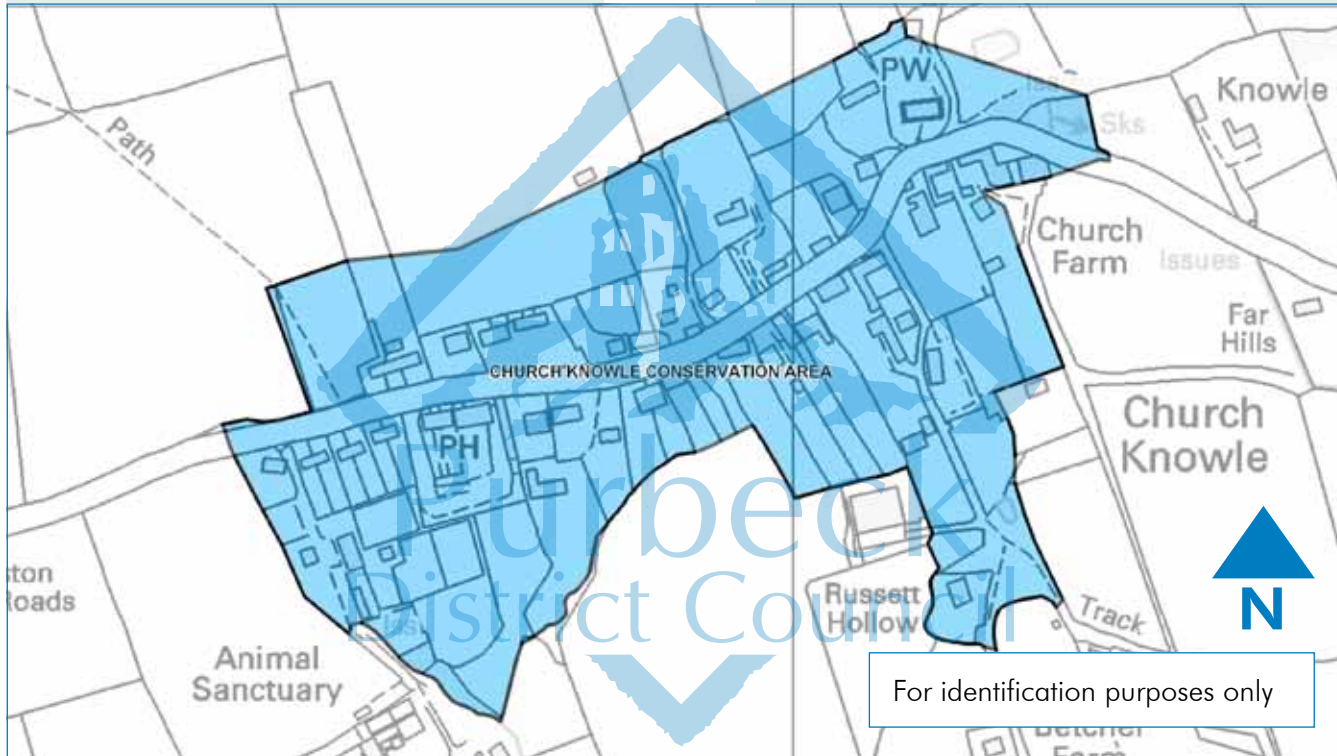 PW
Knowle
Path
Sks
Church
Farm
Issues
Far
Hills
CHURCH KNOWLE CONSERVATION AREA
Church
Knowle
PH
Purbeck
District Council
ston
Roads
Russett
Hollow
Track
N
Animal
Sanctuary
For identification purposes only
Farm